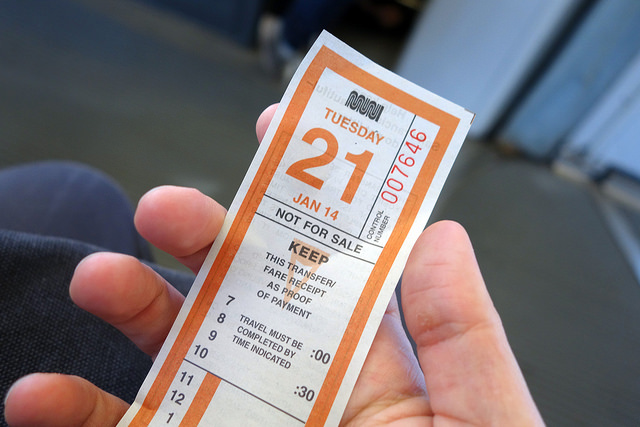 MUNI
TUESDAY
21
JAN 14
CONTROL
NUMBER
007646
NOT FOR SALE
KEEP
THIS TRANSFER/
FARE RECEIPT
AS PROOF
OF PAYMENT
TRAVEL MUST BE
COMPLETED BY
TIME INDICATED
7
8
9
10
11
12
1
:00
:30